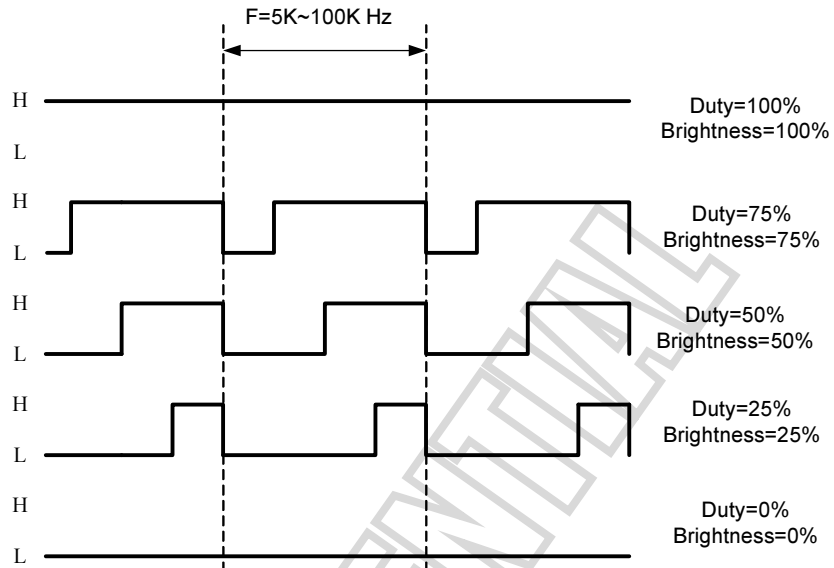 F=5K~100K Hz
H
L
Duty=100%
Brightness=100%
H
L
Duty=75%
Brightness=75%
H
L
Duty=50%
Brightness=50%
H
L
Duty=25%
Brightness=25%
H
L
Duty=0%
Brightness=0%
ENTIAL